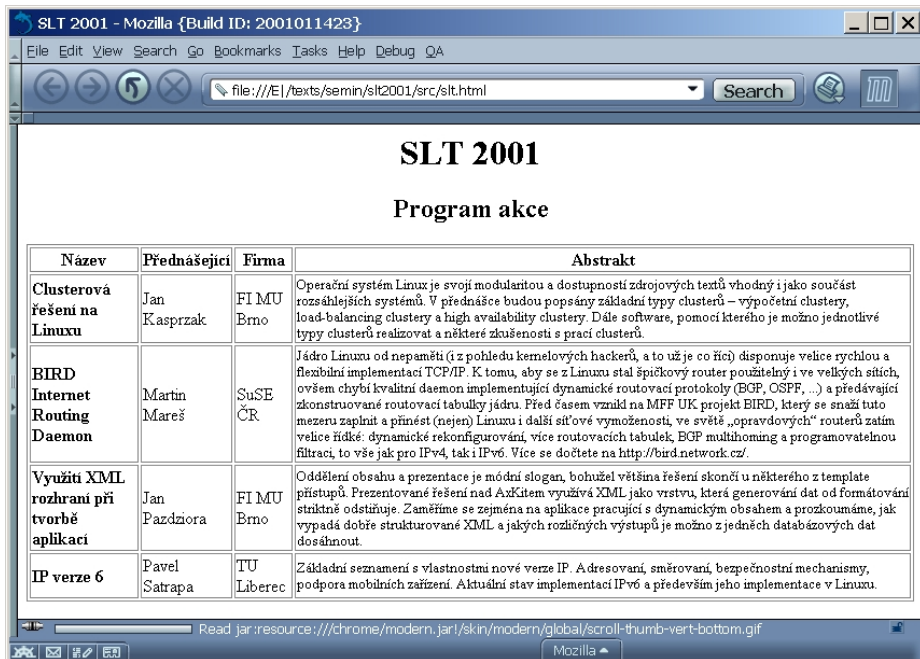 SLT 2001 - Mozilla {Build ID: 2001011423}
File Edit View Search Go Bookmarks Tasks Help Debug QA
file:///E|/texts/semin/slt2001/src/slt.html Search
SLT 2001
Program akce
Název Přednášející Firma Abstrakt
Clusterová
řešení na
Linuxu
Jan
Kasprzak
FI MU
Brno
Operační systém Linux je svojí modularitou a dostupností zdrojových textů vhodný i jako součást
rozsáhlejších systémů. V přednášce budou popsány základní typy clusterů – výpočetní clustery,
load-balancing clustery a high availability clustery. Dále software, pomocí kterého je možno jednotlivé
typy clusterů realizovat a některé zkušenosti s prací clusterů.
BIRD
Internet
Routing
Daemon
Martin
Mareš
SuSE
ČR
Jádro Linuxu od nepaměti (i z pohledu kernelových hackerů, a to už je co říci) disponuje velice rychlou a
flexibilní implementací TCP/IP. K tomu, aby se z Linuxu stal špičkový router použitelný i ve velkých sítích,
ovšem chybí kvalitní daemon implementující dynamické routovací protokoly (BGP, OSPF, ...) a předávající
zkonstruované routovací tabulky jádru. Před časem vznikl na MFF UK projekt BIRD, který se snaží tuto
mezeru zaplnit a přinést (nejen) Linuxu i další síťové vymoženosti, ve světě „opravdových“ routerů zatím
velice řídké: dynamické rekonfigurování, více routovacích tabulek, BGP multihoming a programovatelnou
filtraci, to vše jak pro IPv4, tak i IPv6. Více se dočtete na http://bird.network.cz/.
Využití XML
rozhraní při
tvorbě
aplikací
Jan
Pazdziora
FI MU
Brno
Oddělení obsahu a prezentace je módní slogan, bohužel většina řešení skončí u některého z template
přístupů. Prezentované řešení nad AxKitem využívá XML jako vrstvu, která generování dat od formátování
striktně odstiňuje. Zaměříme se zejména na aplikace pracující s dynamickým obsahem a prozkoumáme, jak
vypadá dobře strukturované XML a jakých rozličných výstupů je možno z jedněch databázových dat
dosáhnout.
IP verze 6
Pavel
Satrapa
TU
Liberec
Základní seznamení s vlastnostmi nové verze IP. Adresování, směrování, bezpečnostní mechanismy,
podpora mobilních zařízení. Aktuální stav implementací IPv6 a především jeho implementace v Linuxu.
Read jar:resource:///chrome/modern.jar!/skin/modern/global/scroll-thumb-vert-bottom.gif
Mozilla